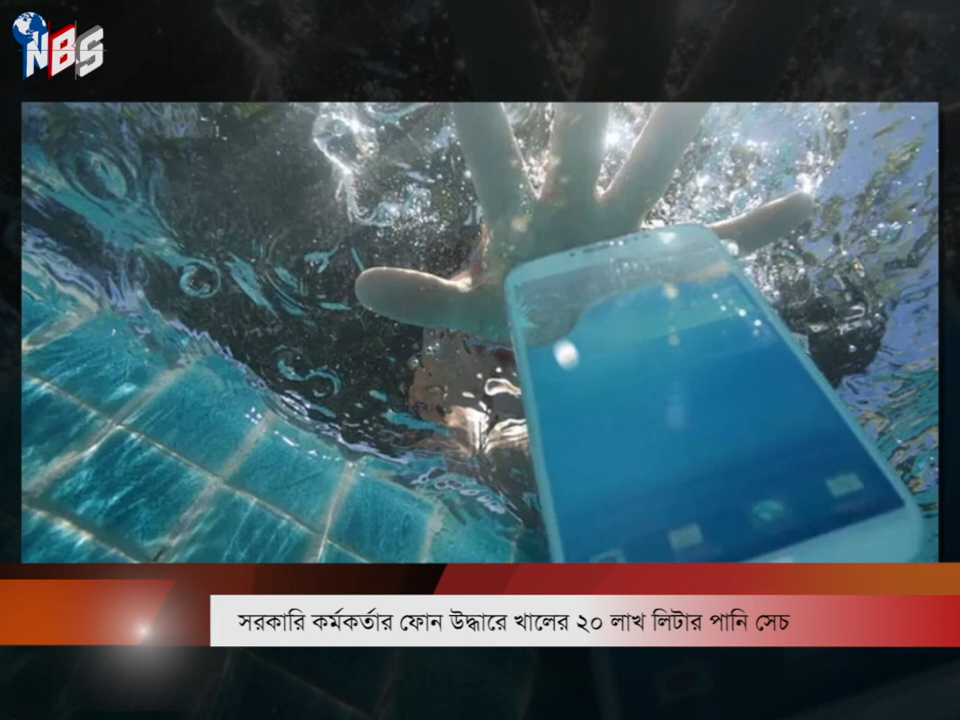 NBS
সরকারি কর্মকর্তার ফোন উদ্ধারে খালের ২০ লাখ লিটার পানি সেচ